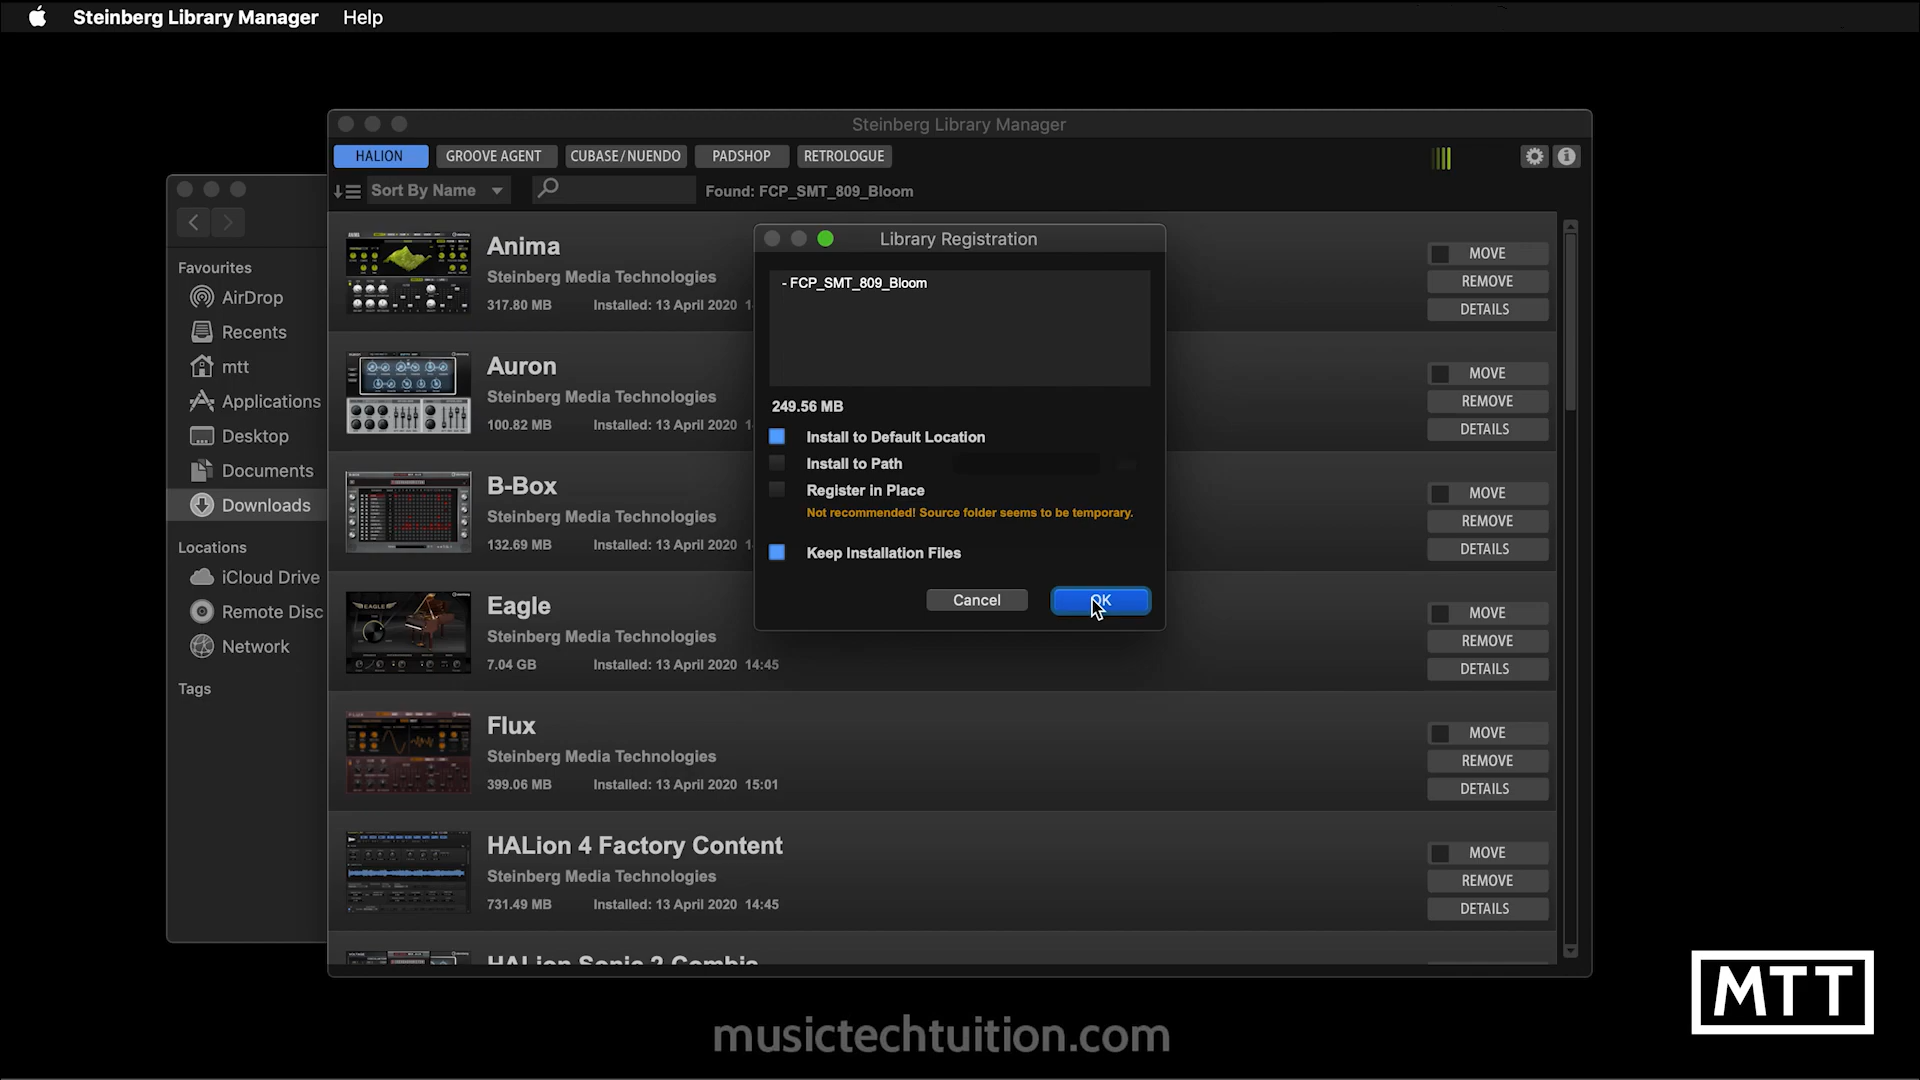 Steinberg Library Manager Help
Steinberg Library Manager
HALION GROOVE AGENT CUBASE/NUENDO PADSHOP RETROLOGUE
Sort By Name Found: FCP_SMT_809_Bloom
Favourites
AirDrop
Recents
mtt
Applications
Desktop
Documents
Downloads
Locations
iCloud Drive
Remote Disc
Network
Tags
Anima
Steinberg Media Technologies
317.80 MB Installed: 13 April 2020
MOVE
REMOVE
DETAILS
Auron
Steinberg Media Technologies
100.82 MB Installed: 13 April 2020
MOVE
REMOVE
DETAILS
B-Box
Steinberg Media Technologies
132.69 MB Installed: 13 April 2020
MOVE
REMOVE
DETAILS
Eagle
Steinberg Media Technologies
7.04 GB Installed: 13 April 2020 14:45
MOVE
REMOVE
DETAILS
Flux
Steinberg Media Technologies
399.06 MB Installed: 13 April 2020 15:01
MOVE
REMOVE
DETAILS
HALion 4 Factory Content
Steinberg Media Technologies
731.49 MB Installed: 13 April 2020 14:45
MOVE
REMOVE
DETAILS
HALion Sonic 2 Combis
Library Registration
- FCP_SMT_809_Bloom
249.56 MB
Install to Default Location
Install to Path
Register in Place
Not recommended! Source folder seems to be temporary.
Keep Installation Files
Cancel OK
MTT
musictechtuition.com